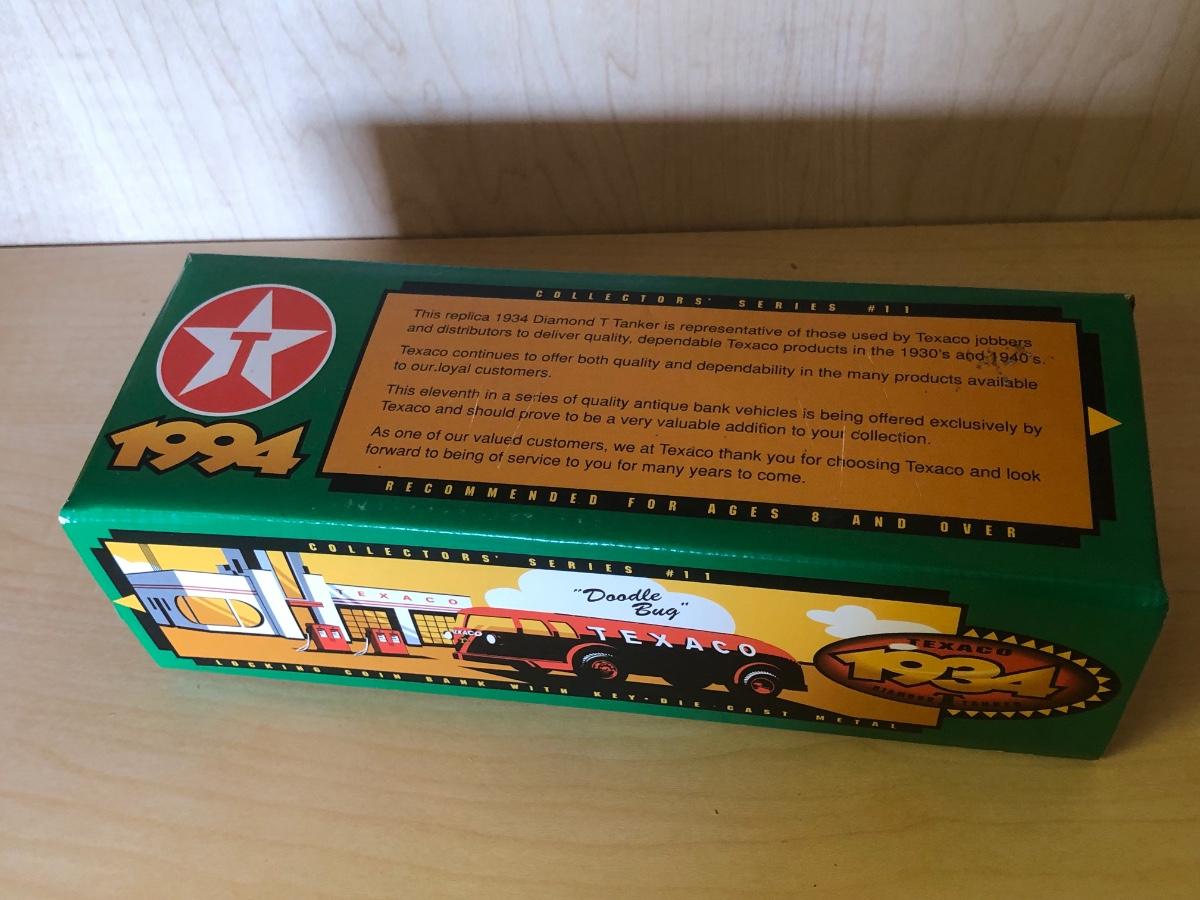 COLLECTORS' SERIES #11
This replica 1934 Diamond T Tanker is representative of those used by Texaco jobbers
and distributors to deliver quality, dependable Texaco products in the 1930's and 1940's.
Texaco continues to offer both quality and dependability in the many products available
to our loyal customers.
This eleventh in a series of quality antique bank vehicles is being offered exclusively by
Texaco and should prove to be a very valuable addition to your collection.
As one of our valued customers, we at Texaco thank you for choosing Texaco and look
forward to being of service to you for many years to come.
RECOMMENDED FOR AGES 8 AND OVER
T
1994
COLLECTORS' SERIES #11
TEXACO
"Doodle
Bug"
TEXACO
TEXACO
TEXACO
1934
DIAMOND T TANKER
LOCKING COIN BANK WITH KEY·DIE CAST METAL